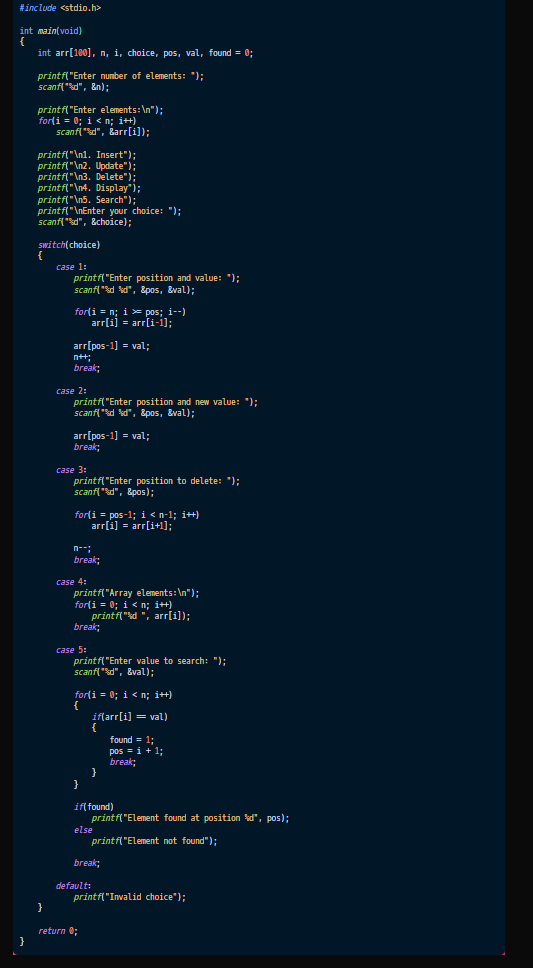 #include <stdio.h>
int main(void)
{
int arr[100], n, i, choice, pos, val, found = 0;
printf("Enter number of elements: ");
scanf("%d", &n);
printf("Enter elements:\n");
for(i = 0; i < n; i++)
scanf("%d", &arr[i]);
printf("\n1. Insert");
printf("\n2. Update");
printf("\n3. Delete");
printf("\n4. Display");
printf("\n5. Search");
printf("\nEnter your choice: ");
scanf("%d", &choice);
switch(choice)
{
case 1:
printf("Enter position and value: ");
scanf("%d %d", &pos, &val);
for(i = n; i >= pos; i--)
arr[i] = arr[i-1];
arr[pos-1] = val;
n++;
break;
case 2:
printf("Enter position and new value: ");
scanf("%d %d", &pos, &val);
arr[pos-1] = val;
break;
case 3:
printf("Enter position to delete: ");
scanf("%d", &pos);
for(i = pos-1; i < n-1; i++)
arr[i] = arr[i+1];
n--;
break;
case 4:
printf("Array elements:\n");
for(i = 0; i < n; i++)
printf("%d ", arr[i]);
break;
case 5:
printf("Enter value to search: ");
scanf("%d", &val);
for(i = 0; i < n; i++)
{
if(arr[i] == val)
{
found = 1;
pos = i + 1;
break;
}
}
if(found)
printf("Element found at position %d", pos);
else
printf("Element not found");
break;
default:
printf("Invalid choice");
}
return 0;
}